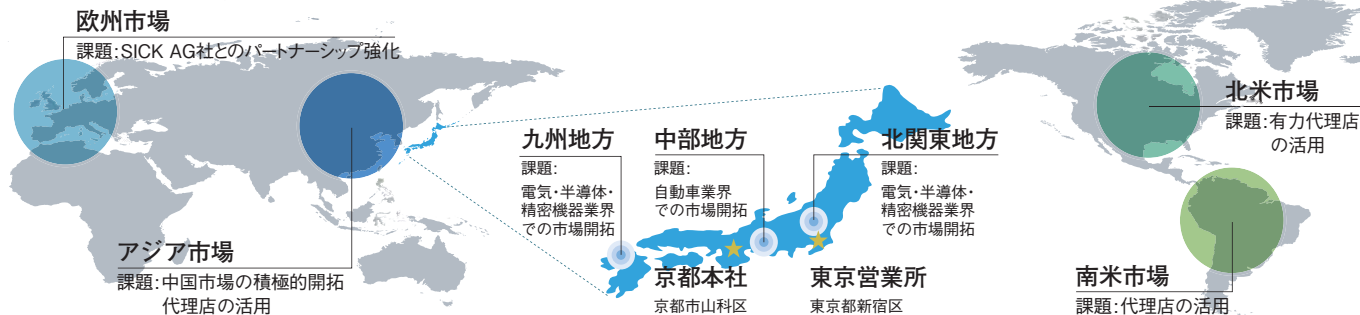 欧州市場
課題:SICK AG社とのパートナーシップ強化
アジア市場
課題:中国市場の積極的開拓
代理店の活用
九州地方
課題:
電気・半導体・
精密機器業界
での市場開拓
中部地方
課題:
自動車業界
での市場開拓
北関東地方
課題:
電気・半導体・
精密機器業界
での市場開拓
京都本社
京都市山科区
東京営業所
東京都新宿区
北米市場
課題:有力代理店
の活用
南米市場
課題:代理店の活用